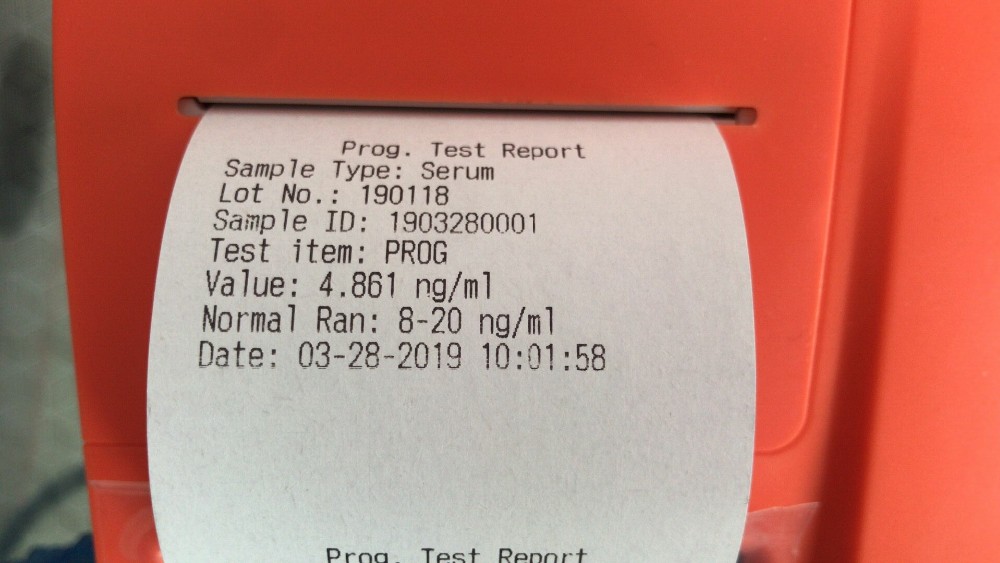 Prog. Test Report
Sample Type: Serum
Lot No.: 190118
Sample ID: 1903280001
Test item: PROG
Value: 4.861 ng/ml
Normal Ran: 8-20 ng/ml
Date: 03-28-2019 10:01:58
Prog. Test Report